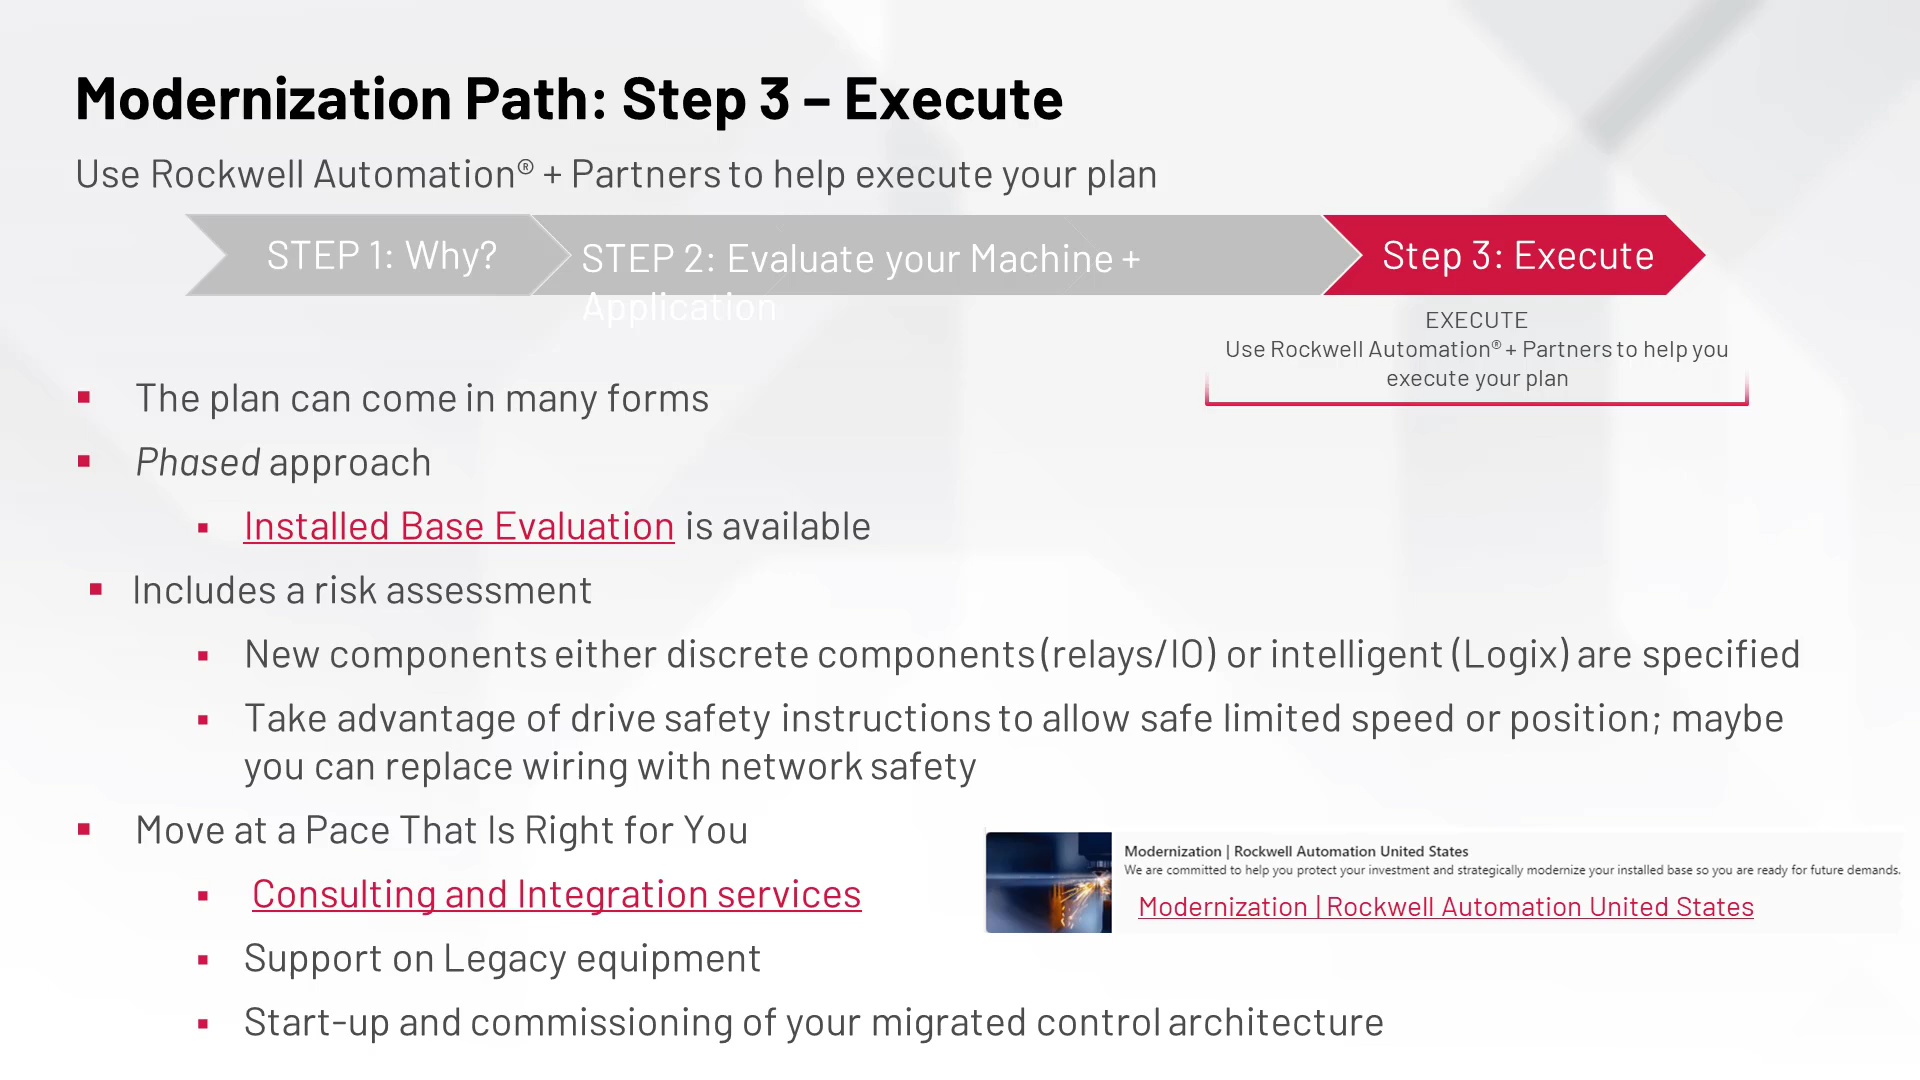 Modernization Path: Step 3 – Execute
Use Rockwell Automation® + Partners to help execute your plan
STEP 1: Why?
STEP 2: Evaluate your Machine +
Application
Step 3: Execute
EXECUTE
Use Rockwell Automation® + Partners to help you
execute your plan
The plan can come in many forms
Phased approach
Installed Base Evaluation is available
Includes a risk assessment
New components either discrete components (relays/IO) or intelligent (Logix) are specified
Take advantage of drive safety instructions to allow safe limited speed or position; maybe
you can replace wiring with network safety
Move at a Pace That Is Right for You
Consulting and Integration services
Support on Legacy equipment
Start-up and commissioning of your migrated control architecture
Modernization | Rockwell Automation United States
We are committed to help you protect your investment and strategically modernize your installed base so you are ready for future demands.
Modernization | Rockwell Automation United States